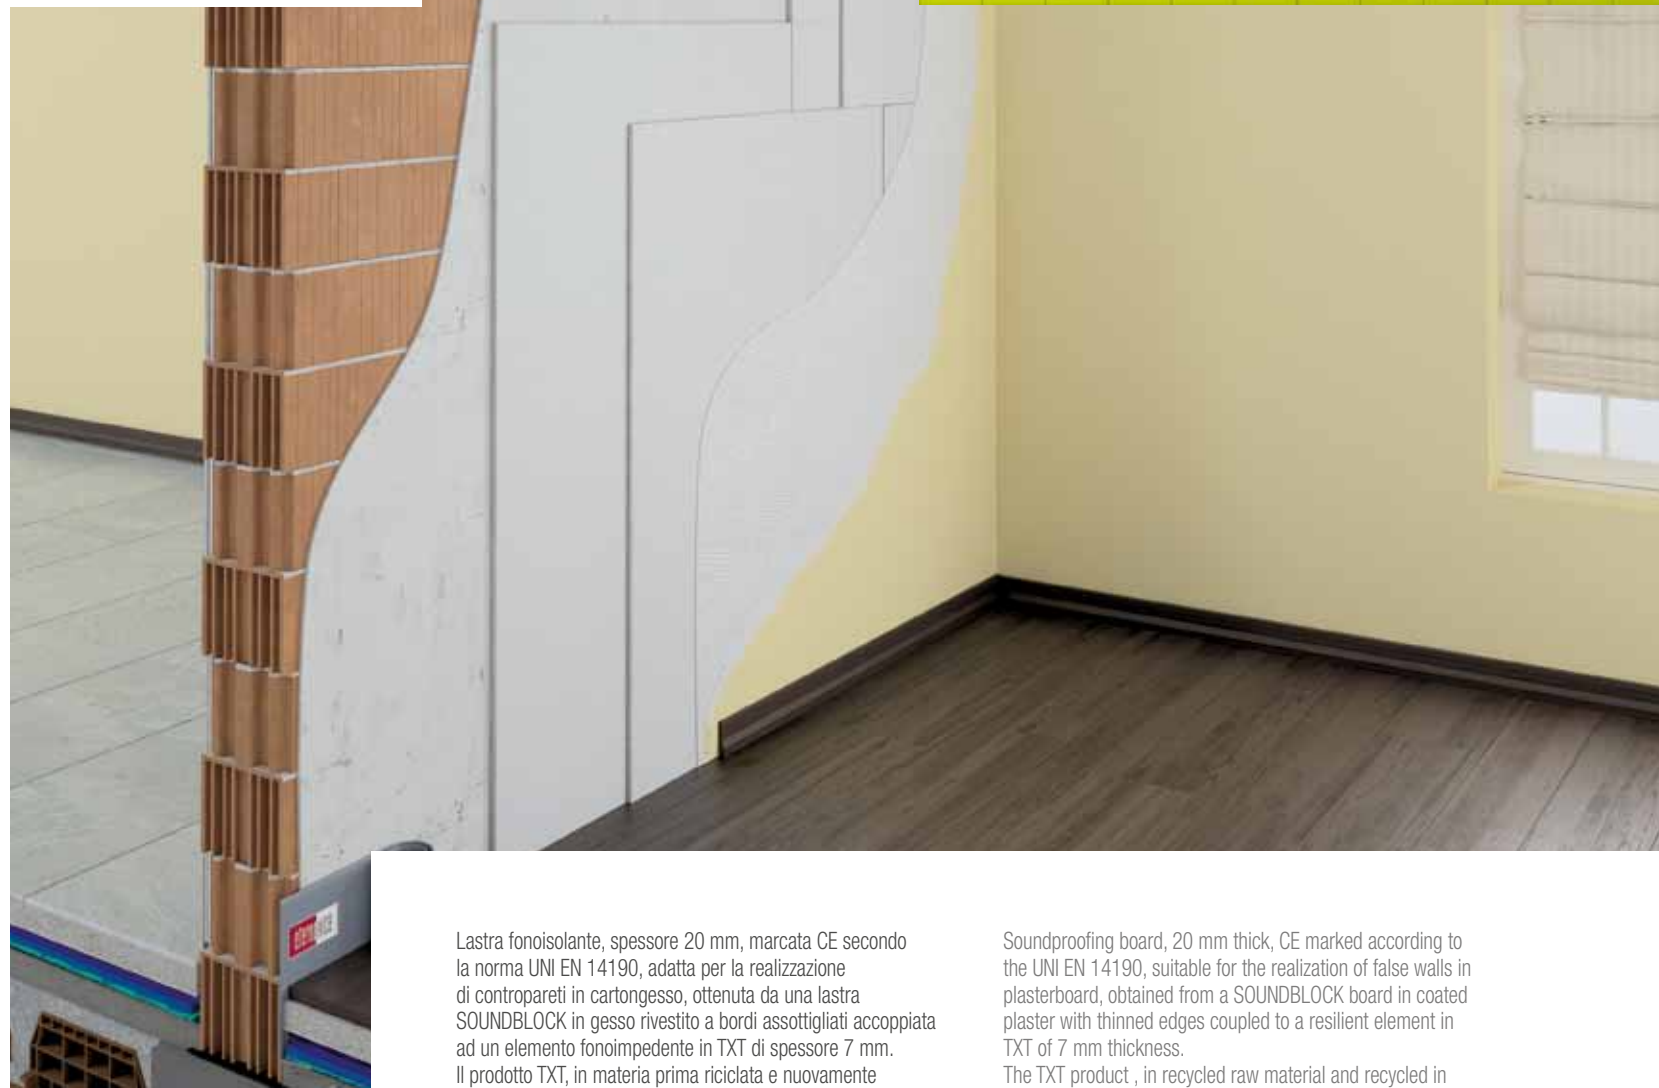 Lastra fonoisolante, spessore 20 mm, marcata CE secondo
la norma UNI EN 14190, adatta per la realizzazione
di contropareti in cartongesso, ottenuta da una lastra
SOUNDBLOCK in gesso rivestito a bordi assottigliati accoppiata
ad un elemento fonoimpedente in TXT di spessore 7 mm.
Il prodotto TXT, in materia prima riciclata e nuovamente
Soundproofing board, 20 mm thick, CE marked according to
the UNI EN 14190, suitable for the realization of false walls in
plasterboard, obtained from a SOUNDBLOCK board in coated
plaster with thinned edges coupled to a resilient element in
TXT of 7 mm thickness.
The TXT product , in recycled raw material and recycled in